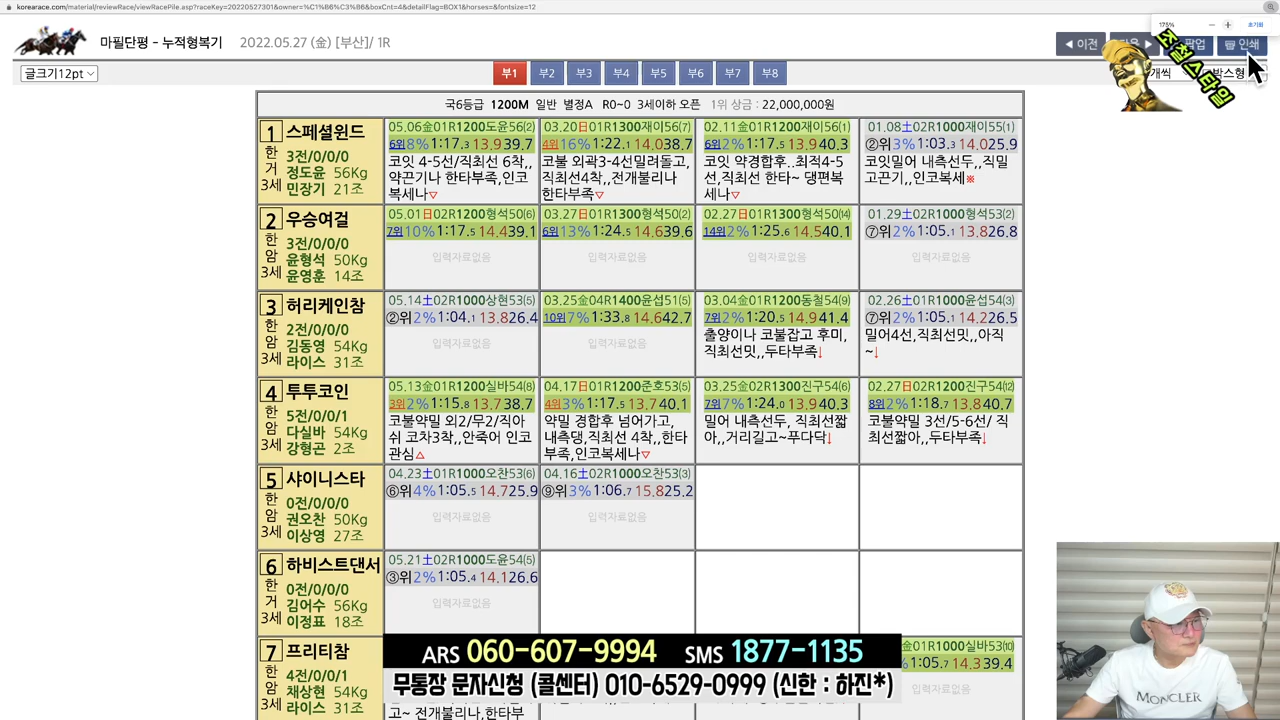 korearace.com/material/reviewRace/viewRacePile.asp?raceKey=20220527301&owner=%C1%B6%C3%B6&boxCnt=4&detailFlag=BOX1&horses=&fontsize=12
175%
초기화
마필단평 - 누적형복기 2022.05.27 (금) [부산]/ 1R
◀ 이전
팝업
인쇄
조철스타일
글크기12pt
부1 부2 부3 부4 부5 부6 부7 부8
개씩
박스형
국6등급 1200M 일반 별정A R0~0 3세이하 오픈 1위 상금 : 22,000,000원
1 스페셜윈드
한 거 3세
3전/0/0/0
정도윤 56Kg
민장기 21조
05.06金01R1200도윤56(2)
6위8% 1:17.3 13.9 39.7
코잇 4-5선/직최선 6착,,
약끈기나 한타부족,인코
복세나▽
03.20日01R1300재이56(7)
4위16% 1:22.1 14.0 38.7
코불 외곽3-4선밀려돌고,
직최선4착,,전개불리나
한타부족▽
02.11金01R1200재이56(1)
6위2% 1:17.5 13.9 40.3
코잇 약경합후..최적4-5
선,직최선 한타~ 댕편복
세나▽
01.08土02R1000재이55(1)
②위3% 1:03.3 14.0 25.9
코잇밀어 내측선두,,직밀
고끈기,,인코복세※
2 우승여걸
한 암 3세
3전/0/0/0
윤형석 50Kg
윤영훈 14조
05.01日02R1200형석50(6)
7위10% 1:17.5 14.4 39.1
입력자료없음
03.27日01R1300형석50(2)
6위13% 1:24.5 14.6 39.6
입력자료없음
02.27日01R1300형석50(14)
14위2% 1:25.6 14.5 40.1
입력자료없음
01.29土02R1000형석53(2)
⑦위2% 1:05.1 13.8 26.8
입력자료없음
3 허리케인참
한 암 3세
2전/0/0/0
김동영 54Kg
라이스 31조
05.14土02R1000상현53(5)
②위2% 1:04.1 13.8 26.4
입력자료없음
03.25金04R1400윤섭51(5)
10위7% 1:33.8 14.6 42.7
입력자료없음
03.04金01R1200동철54(9)
7위2% 1:20.5 14.9 41.4
출양이나 코불잡고 후미,
직최선밋,,두타부족↓
02.26土01R1000윤섭54(3)
⑦위2% 1:05.1 14.2 26.5
밀어4선,직최선밋,,아직
~↓
4 투투코인
한 암 3세
5전/0/0/1
다실바 54Kg
강형곤 2조
05.13金01R1200실바54(8)
3위2% 1:15.8 13.7 38.7
코불약밀 외2/무2/직아
쉬 코차3착,,안죽어 인코
관심△
04.17日01R1200준호53(5)
4위3% 1:17.5 13.7 40.1
약밀 경합후 넘어가고,
내측댕,직최선 4착,,한타
부족,인코복세나▽
03.25金02R1300진구54(6)
7위7% 1:24.0 13.9 40.3
밀어 내측선두, 직최선짧
아,,거리길고~푸다닥↓
02.27日02R1200진구54(12)
8위2% 1:18.7 13.8 40.7
코불약밀 3선/5-6선/ 직
최선짧아,,두타부족↓
5 샤이니스타
한 암 3세
0전/0/0/0
권오찬 50Kg
이상영 27조
04.23土01R1000오찬53(6)
⑥위4% 1:05.5 14.7 25.9
입력자료없음
04.16土02R1000오찬53(3)
⑨위3% 1:06.7 15.8 25.2
입력자료없음
6 하비스트댄서
한 거 3세
0전/0/0/0
김어수 56Kg
이정표 18조
05.21土02R1000도윤54(5)
③위2% 1:05.4 14.1 26.6
입력자료없음
7 프리티참
한 암 3세
4전/0/0/1
채상현 54Kg
라이스 31조
金01R1000실바53(10)
1:05.7 14.3 39.4
입력자료없음
고~ 전개불리나,한타부
ARS 060-607-9994 SMS 1877-1135
무통장 문자신청 (콜센터) 010-6529-0999 (신한 : 하진*)
MONCLER